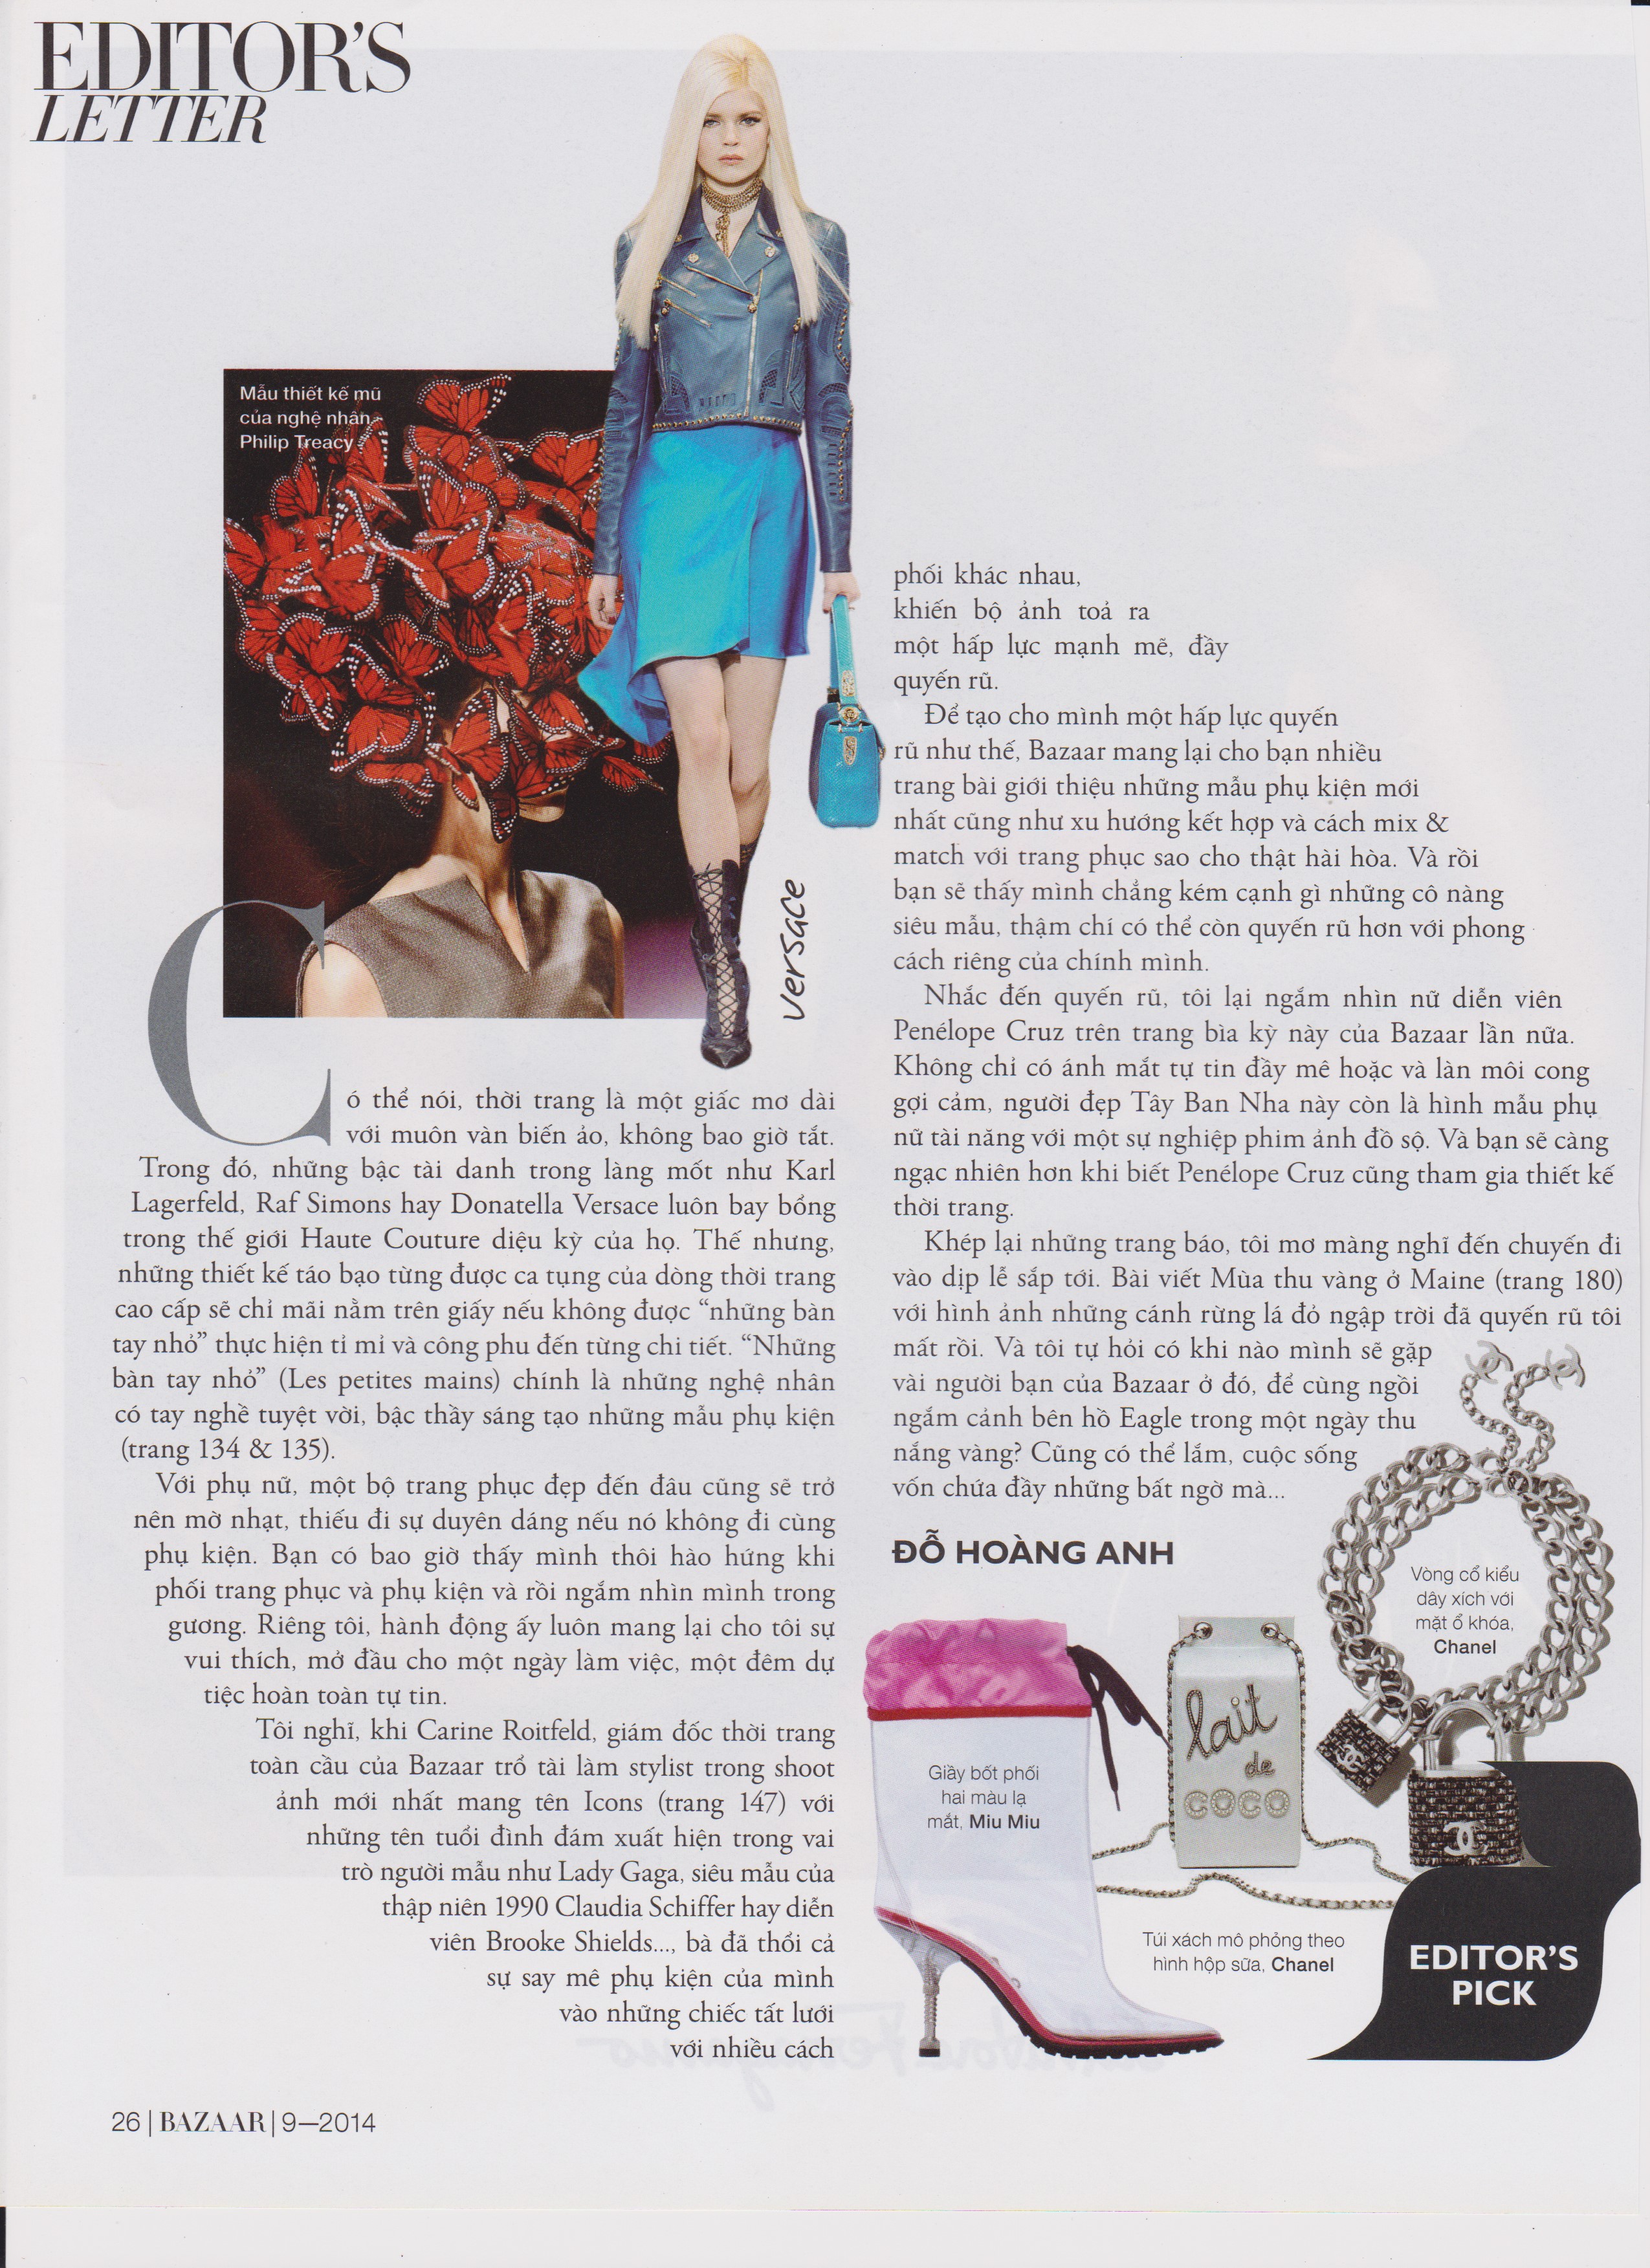 EDITOR'S
LETTER
Mẫu thiết kế mũ
của nghệ nhân
Philip Treacy
versace
Có thể nói, thời trang là một giấc mơ dài
với muôn vàn biến ảo, không bao giờ tắt.
Trong đó, những bậc tài danh trong làng mốt như Karl
Lagerfeld, Raf Simons hay Donatella Versace luôn bay bổng
trong thế giới Haute Couture diệu kỳ của họ. Thế nhưng,
những thiết kế táo bạo từng được ca tụng của dòng thời trang
cao cấp sẽ chỉ mãi nằm trên giấy nếu không được “những bàn
tay nhỏ” thực hiện tỉ mỉ và công phu đến từng chi tiết. “Những
bàn tay nhỏ” (Les petites mains) chính là những nghệ nhân
có tay nghề tuyệt vời, bậc thầy sáng tạo những mẫu phụ kiện
(trang 134 & 135).
Với phụ nữ, một bộ trang phục đẹp đến đâu cũng sẽ trở
nên mờ nhạt, thiếu đi sự duyên dáng nếu nó không đi cùng
phụ kiện. Bạn có bao giờ thấy mình thôi hào hứng khi
phối trang phục và phụ kiện và rồi ngắm nhìn mình trong
gương. Riêng tôi, hành động ấy luôn mang lại cho tôi sự
vui thích, mở đầu cho một ngày làm việc, một đêm dự
tiệc hoàn toàn tự tin.
Tôi nghĩ, khi Carine Roitfeld, giám đốc thời trang
toàn cầu của Bazaar trổ tài làm stylist trong shoot
ảnh mới nhất mang tên Icons (trang 147) với
những tên tuổi đình đám xuất hiện trong vai
trò người mẫu như Lady Gaga, siêu mẫu của
thập niên 1990 Claudia Schiffer hay diễn
viên Brooke Shields..., bà đã thổi cả
sự say mê phụ kiện của mình
vào những chiếc tất lưới
với nhiều cách
phối khác nhau,
khiến bộ ảnh toả ra
một hấp lực mạnh mẽ, đầy
quyến rũ.
Để tạo cho mình một hấp lực quyến
rũ như thế, Bazaar mang lại cho bạn nhiều
trang bài giới thiệu những mẫu phụ kiện mới
nhất cũng như xu hướng kết hợp và cách mix &
match với trang phục sao cho thật hài hòa. Và rồi
bạn sẽ thấy mình chẳng kém cạnh gì những cô nàng
siêu mẫu, thậm chí có thể còn quyến rũ hơn với phong
cách riêng của chính mình.
Nhắc đến quyến rũ, tôi lại ngắm nhìn nữ diễn viên
Penélope Cruz trên trang bìa kỳ này của Bazaar lần nữa.
Không chỉ có ánh mắt tự tin đầy mê hoặc và làn môi cong
gợi cảm, người đẹp Tây Ban Nha này còn là hình mẫu phụ
nữ tài năng với một sự nghiệp phim ảnh đồ sộ. Và bạn sẽ càng
ngạc nhiên hơn khi biết Penélope Cruz cũng tham gia thiết kế
thời trang.
Khép lại những trang báo, tôi mơ màng nghĩ đến chuyến đi
vào dịp lễ sắp tới. Bài viết Mùa thu vàng ở Maine (trang 180)
với hình ảnh những cánh rừng lá đỏ ngập trời đã quyến rũ tôi
mất rồi. Và tôi tự hỏi có khi nào mình sẽ gặp
vài người bạn của Bazaar ở đó, để cùng ngồi
ngắm cảnh bên hồ Eagle trong một ngày thu
nắng vàng? Cũng có thể lắm, cuộc sống
vốn chứa đầy những bất ngờ mà...
ĐỖ HOÀNG ANH
Vòng cổ kiểu
dây xích với
mặt ổ khóa,
Chanel
lait
de
COCO
Giầy bốt phối
hai màu lạ
mắt, Miu Miu
Túi xách mô phỏng theo
hình hộp sữa, Chanel
EDITOR'S
PICK
26 | BAZAAR | 9—2014